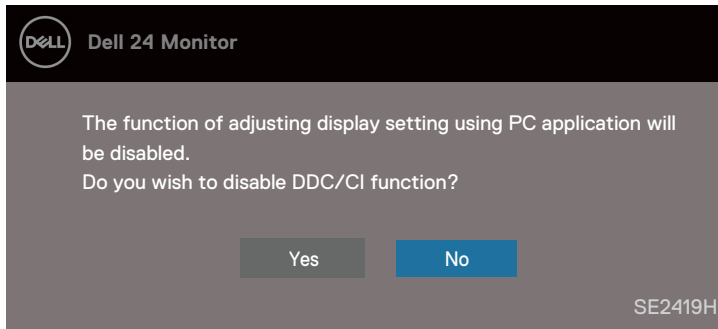 DELL
Dell 24 Monitor
The function of adjusting display setting using PC application will
be disabled.
Do you wish to disable DDC/CI function?
Yes No
SE2419H